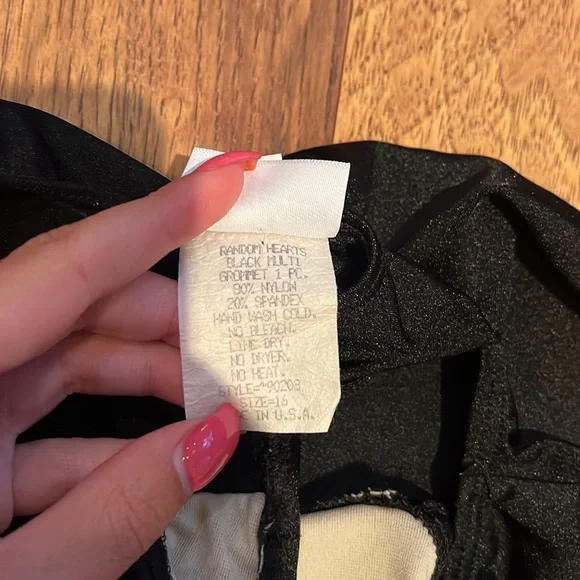 RANDOM HEARTS
BLACK MULTI
GROMMET 1 PC.
80% NYLON
20% SPANDEX
HAND WASH COLD.
NO BLEACH.
LINE DRY.
NO DRYER.
NO HEAT.
STYLE=^90208
SIZE=16
IN U.S.A.